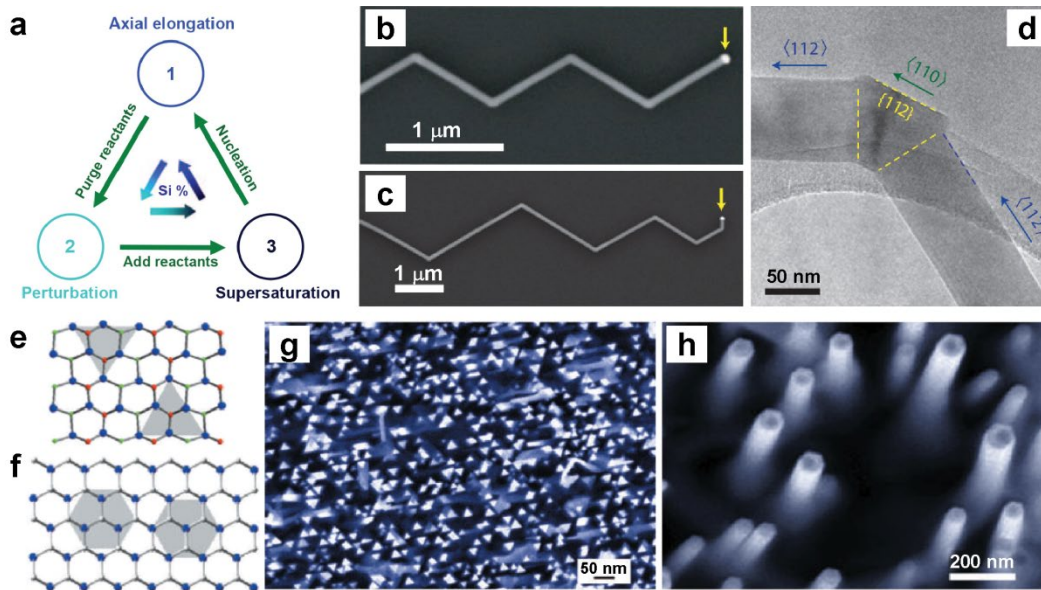 a
Axial elongation
1
Purge reactants
Nucleation
Si %
2
Add reactants
3
Perturbation
Supersaturation
b
1 μm
c
1 μm
d
⟨112⟩
⟨110⟩
{112}
⟨112⟩
50 nm
e
f
g
50 nm
h
200 nm